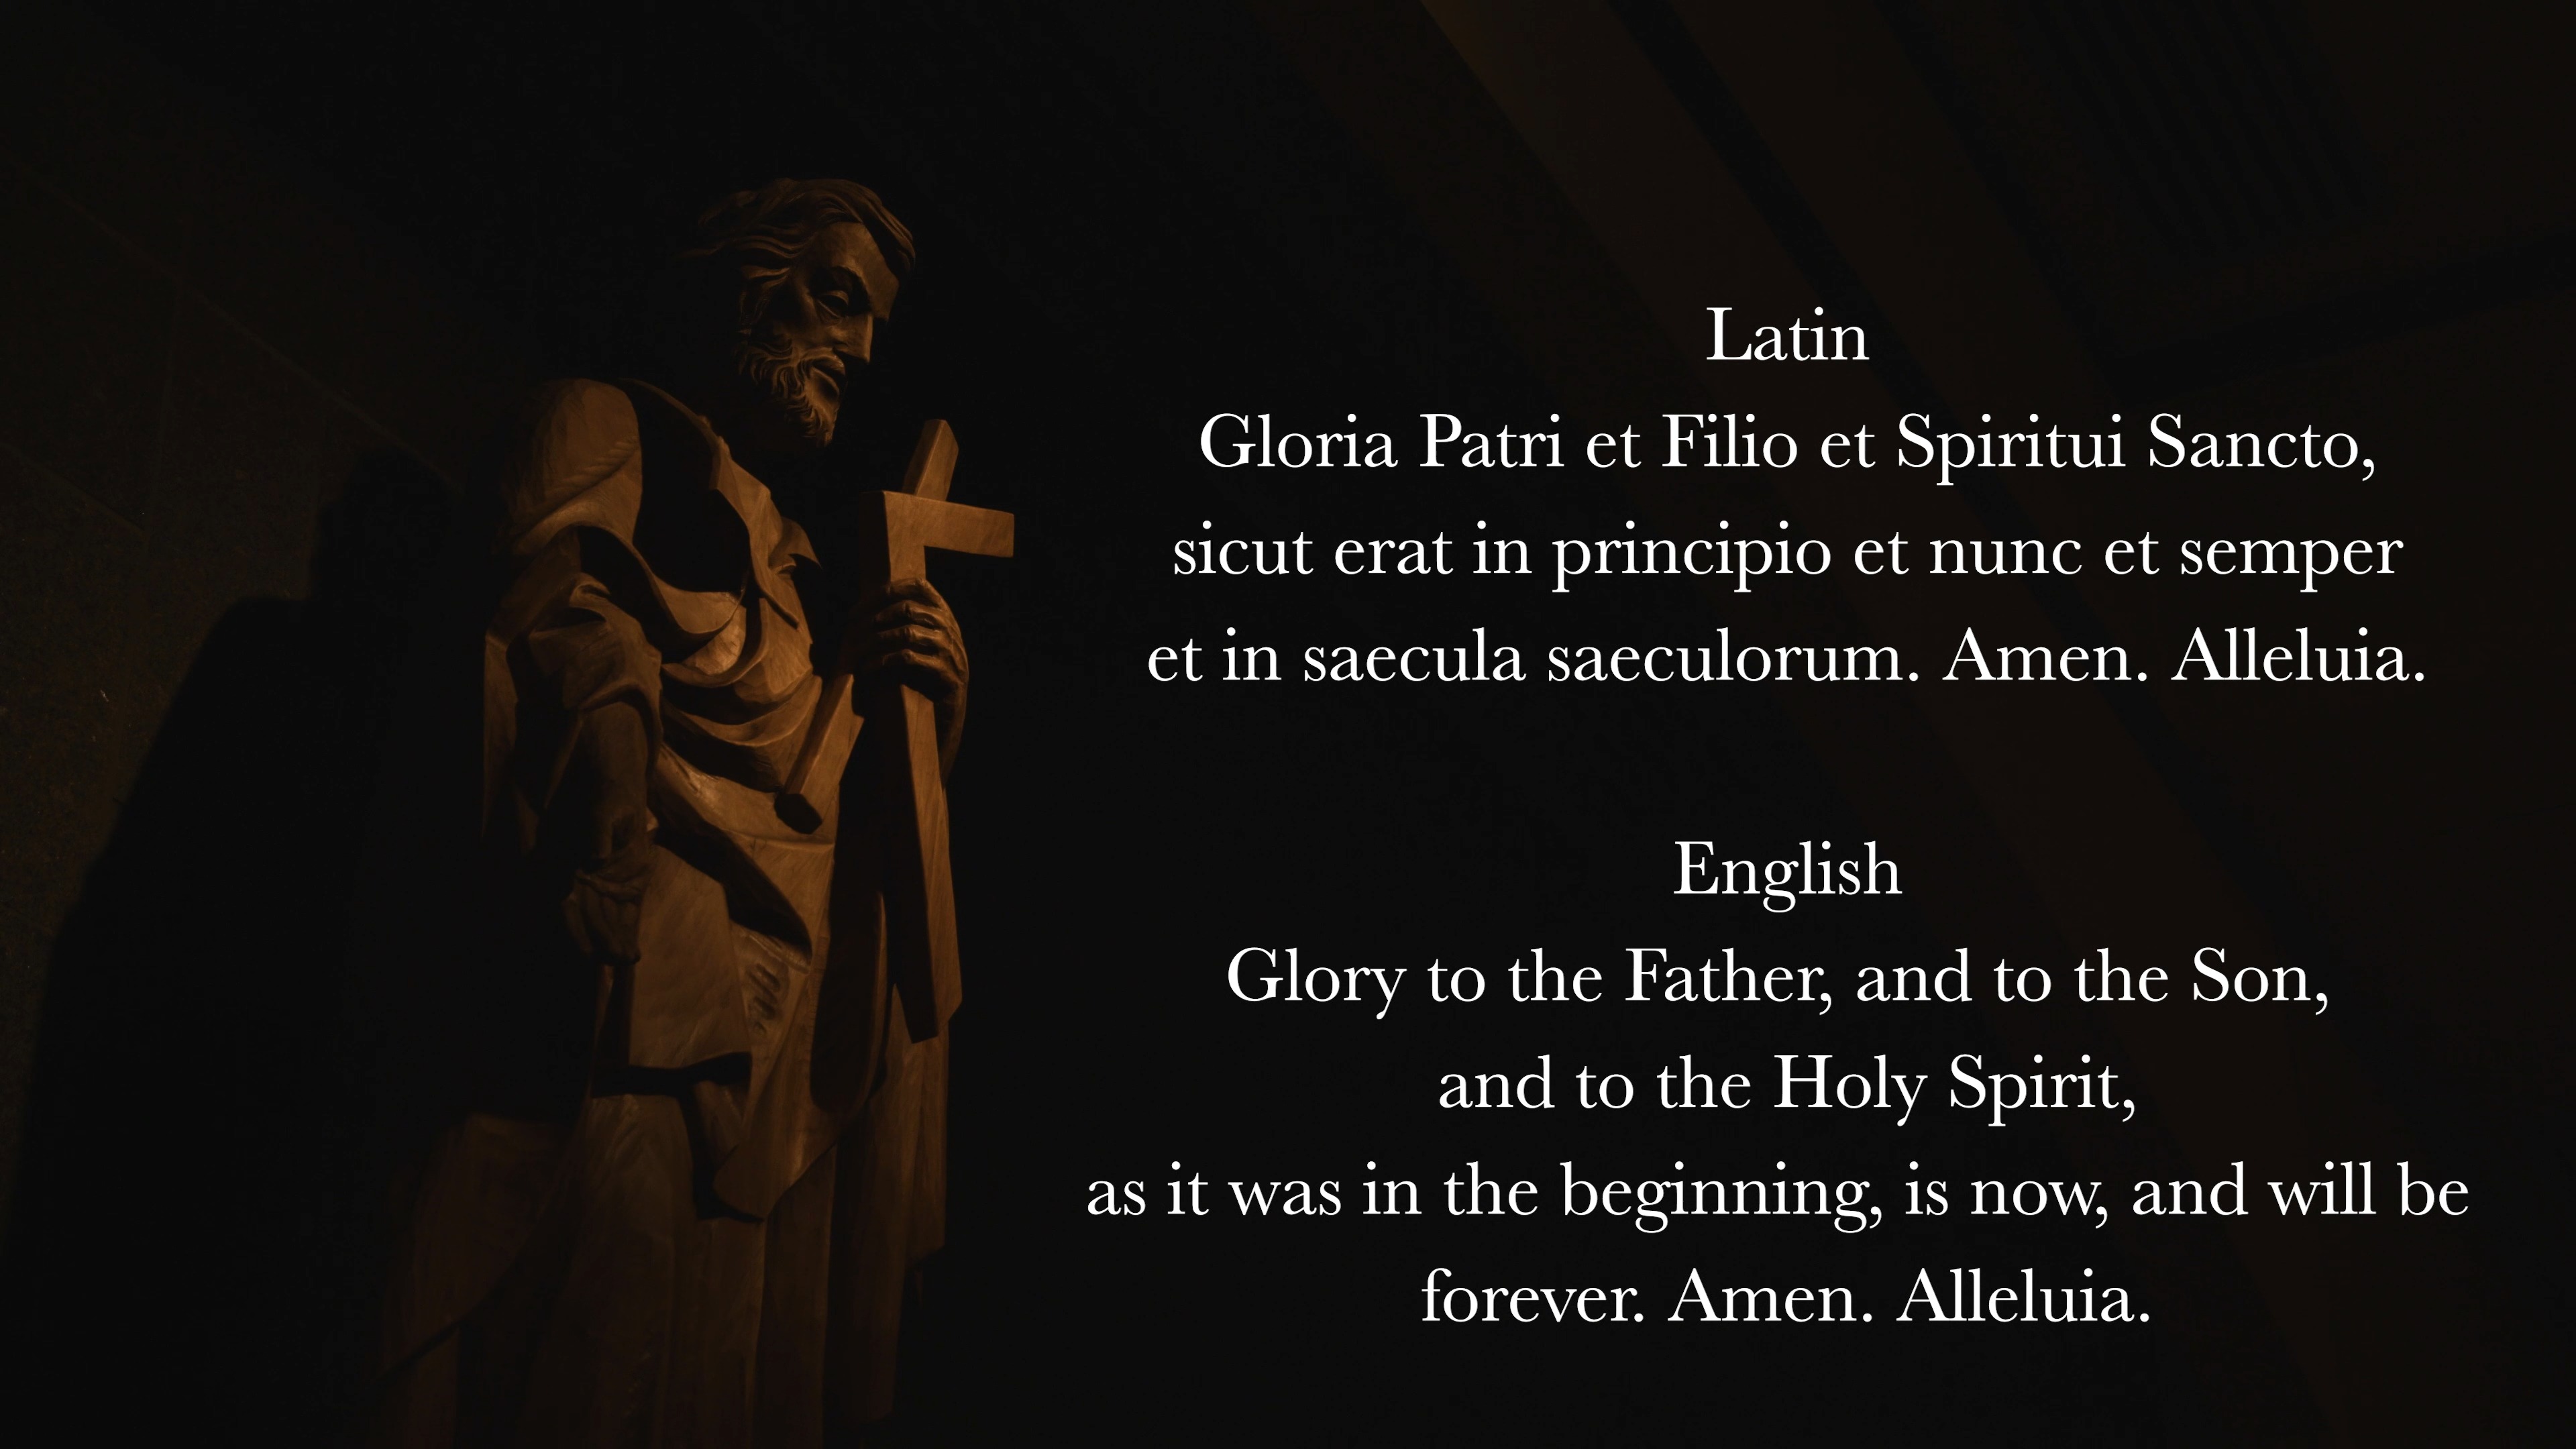 Latin
Gloria Patri et Filio et Spiritui Sancto,
sicut erat in principio et nunc et semper
et in saecula saeculorum. Amen. Alleluia.
English
Glory to the Father, and to the Son,
and to the Holy Spirit,
as it was in the beginning, is now, and will be
forever. Amen. Alleluia.